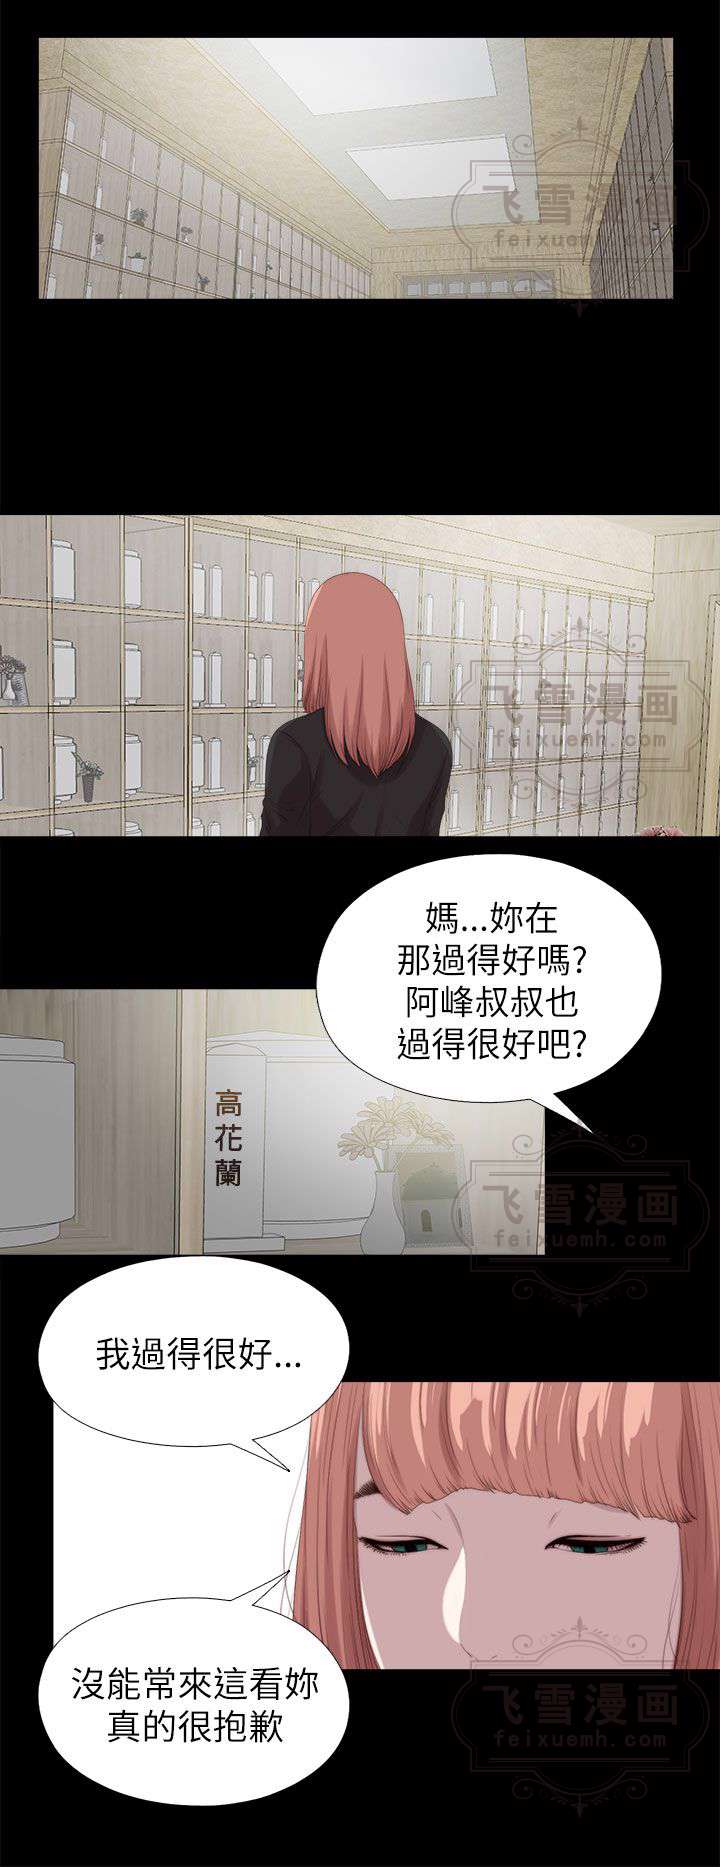 飞雪漫画
feixuemh.com
飞雪漫画
feixuemh.com
媽...妳在
那過得好嗎?
阿峰叔叔也
過得很好吧?
高花蘭
飞雪漫画
feixuemh.com
我過得很好...
沒能常來這看妳
真的很抱歉
飞雪漫画
feixuemh.com